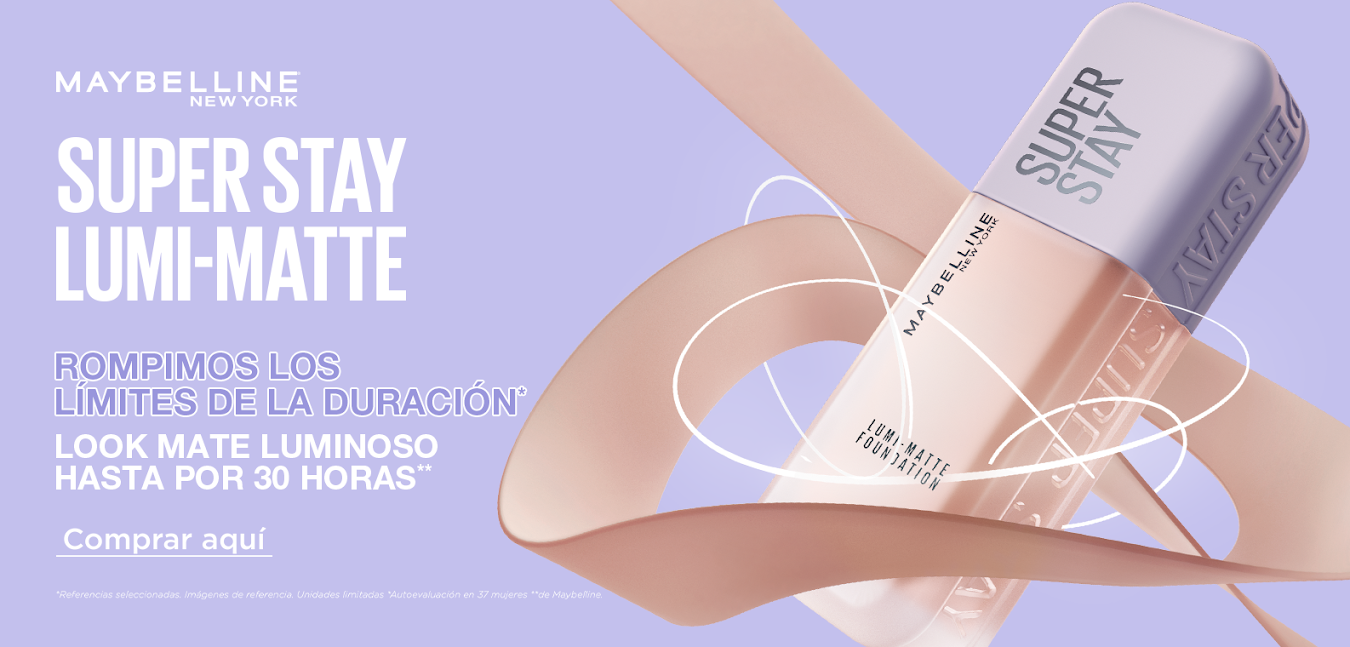 MAYBELLINE
NEW YORK
SUPER STAY
LUMI-MATTE
ROMPIMOS LOS
LÍMITES DE LA DURACIÓN*
LOOK MATE LUMINOSO
HASTA POR 30 HORAS**
Comprar aquí
*Referencias seleccionadas. Imágenes de referencia. Unidades limitadas *Autoevaluación en 37 mujeres **de Maybelline.
SUPER
STAY
MAYBELLINE
NEW YORK
LUMI-MATTE
FOUNDATION
PER STAY